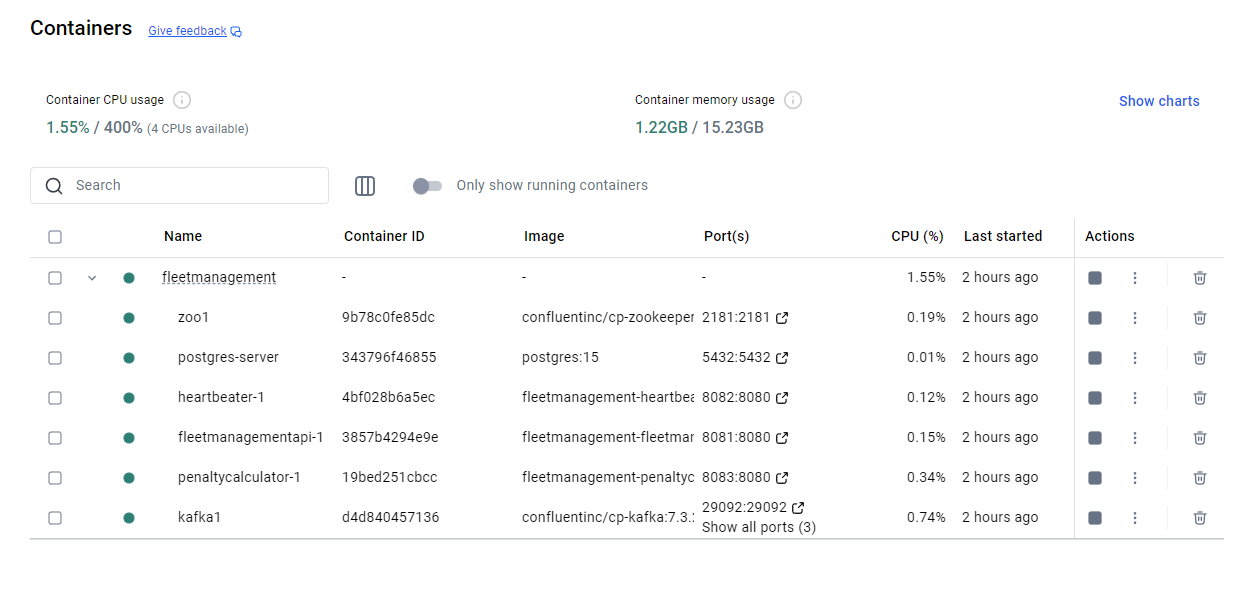 Containers Give feedback
Container CPU usage
1.55% / 400% (4 CPUs available)
Container memory usage
1.22GB / 15.23GB
Show charts
Search
Only show running containers
Name Container ID Image Port(s) CPU (%) Last started Actions
fleetmanagement - - - 1.55% 2 hours ago
zoo1 9b78c0fe85dc confluentinc/cp-zookeeper 2181:2181 0.19% 2 hours ago
postgres-server 343796f46855 postgres:15 5432:5432 0.01% 2 hours ago
heartbeater-1 4bf028b6a5ec fleetmanagement-heartbea 8082:8080 0.12% 2 hours ago
fleetmanagementapi-1 3857b4294e9e fleetmanagement-fleetmar 8081:8080 0.15% 2 hours ago
penaltycalculator-1 19bed251cbcc fleetmanagement-penaltyc 8083:8080 0.34% 2 hours ago
kafka1 d4d840457136 confluentinc/cp-kafka:7.3. 29092:29092 0.74% 2 hours ago
Show all ports (3)